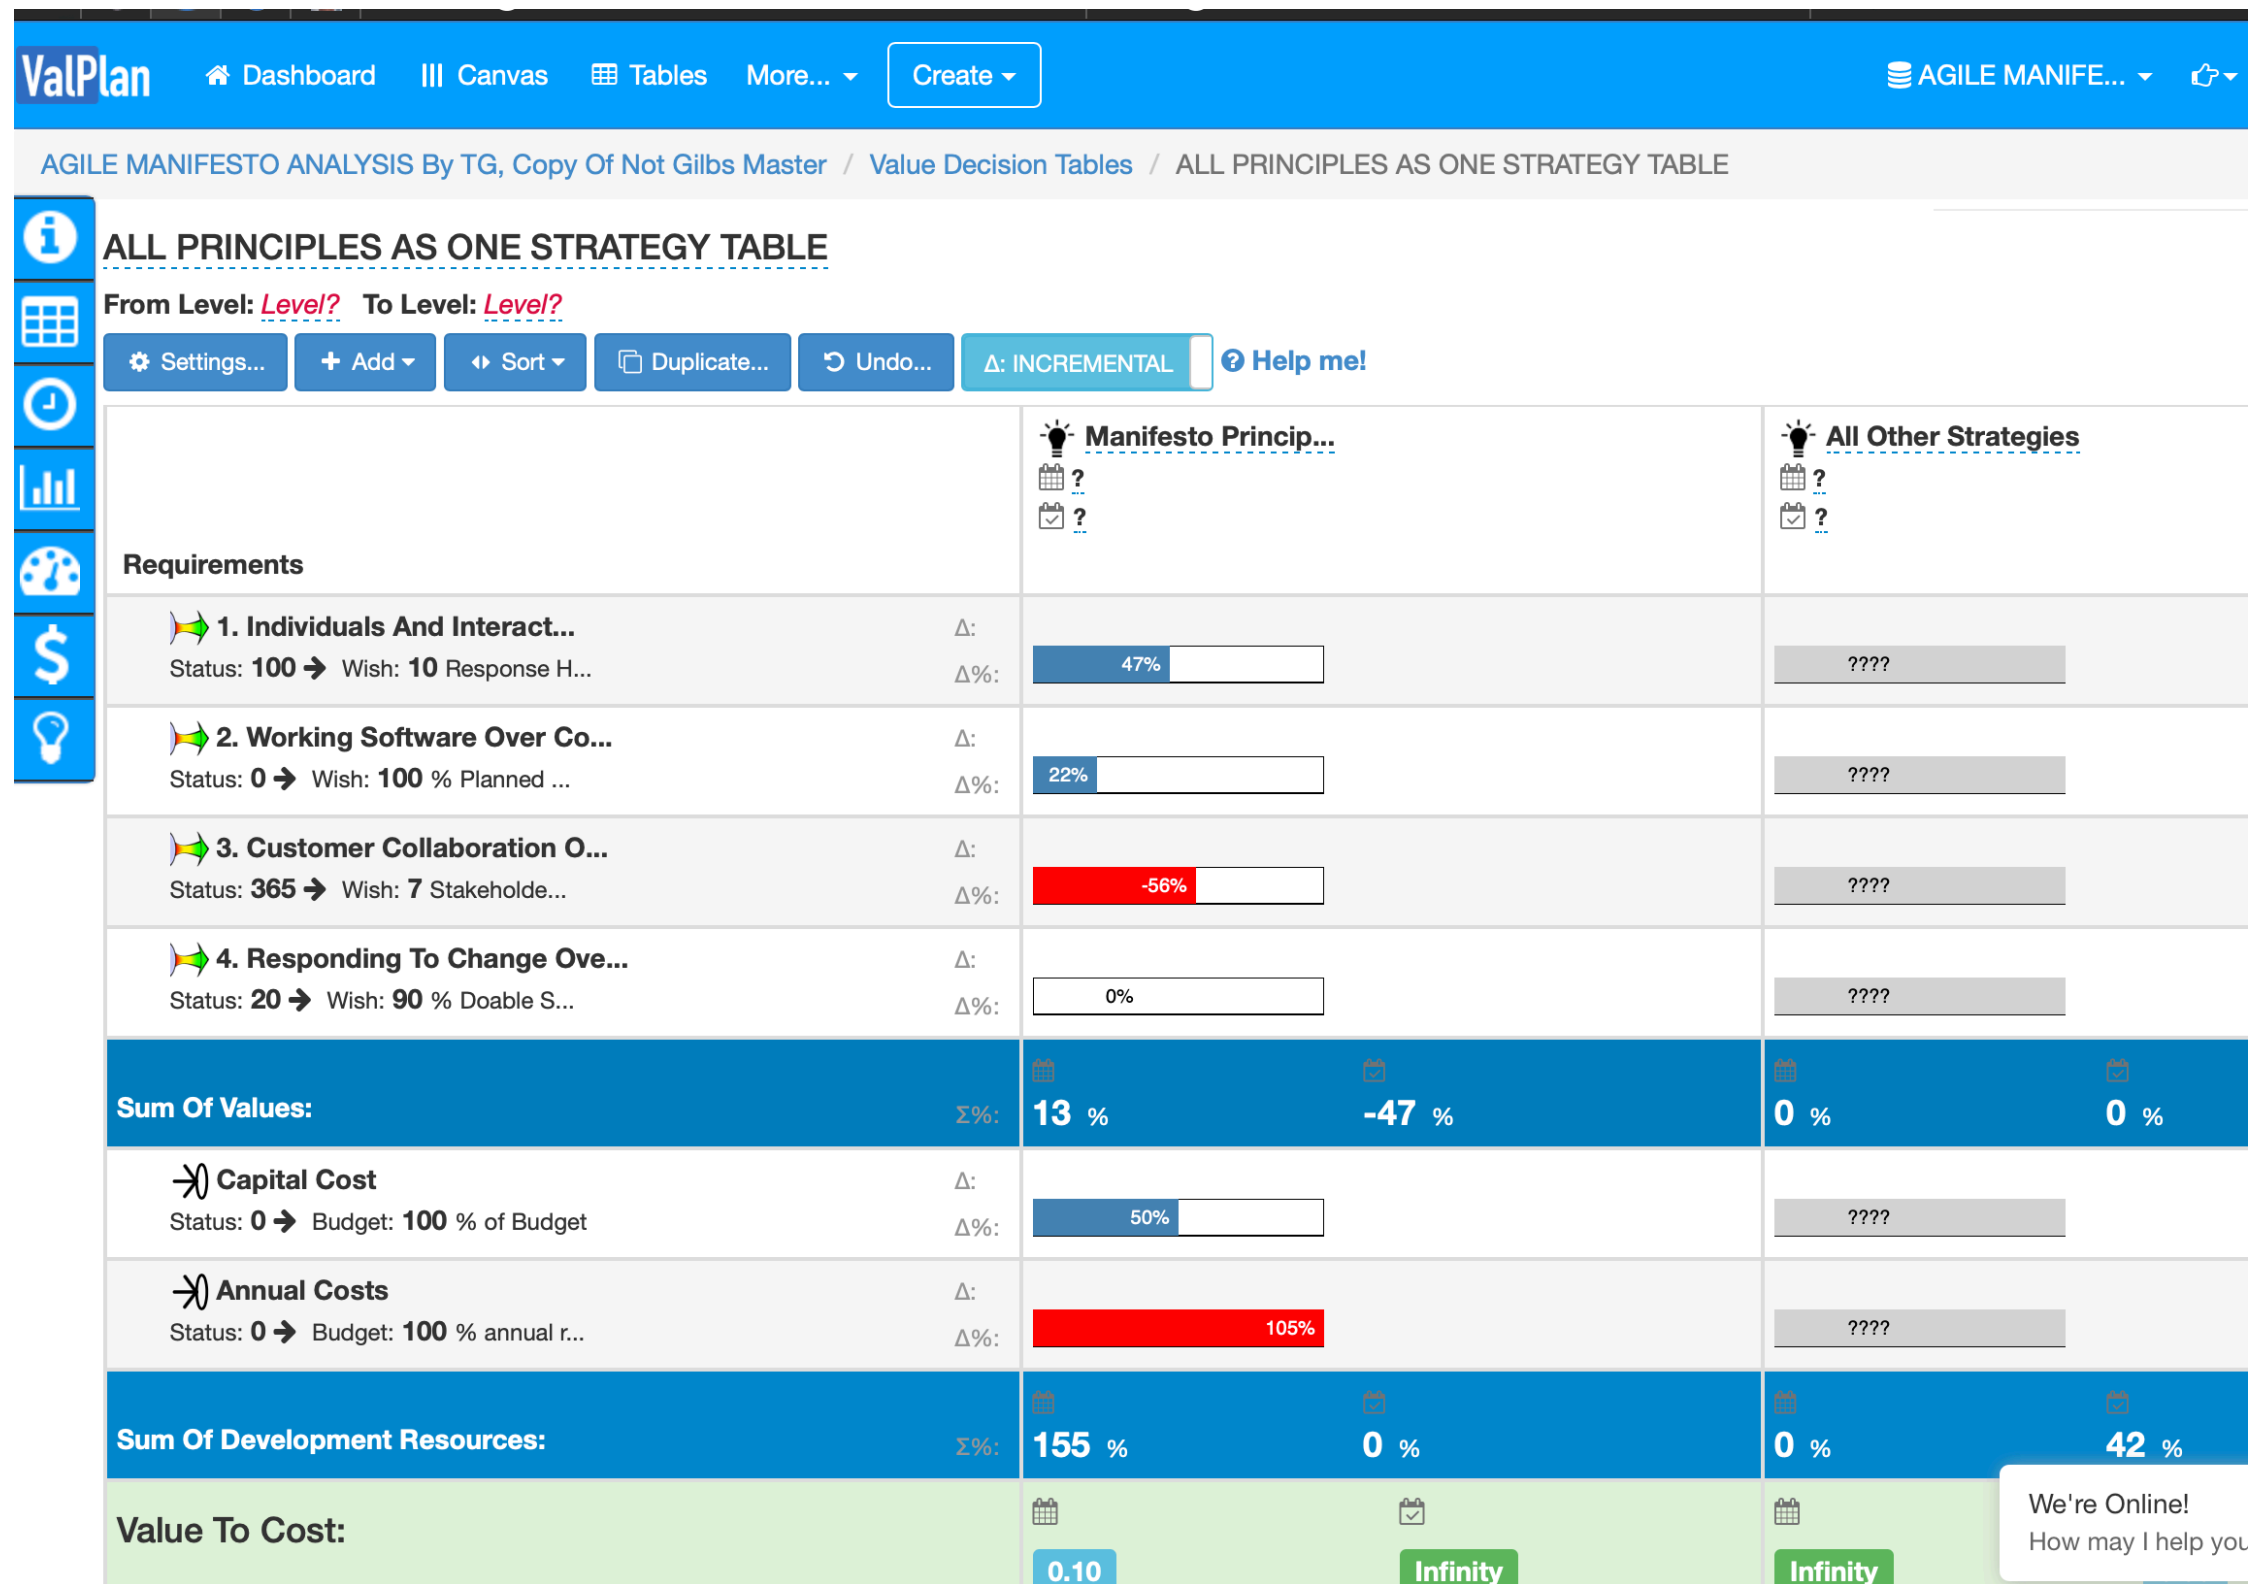 ValPlan Dashboard Canvas Tables More... Create AGILE MANIFE...
AGILE MANIFESTO ANALYSIS By TG, Copy Of Not Gilbs Master / Value Decision Tables / ALL PRINCIPLES AS ONE STRATEGY TABLE
ALL PRINCIPLES AS ONE STRATEGY TABLE
From Level: Level? To Level: Level?
Settings... Add Sort Duplicate... Undo... Δ: INCREMENTAL Help me!
Manifesto Princip... All Other Strategies
? ?
? ?
Requirements
1. Individuals And Interact... Δ:
Status: 100 Wish: 10 Response H... Δ%: 47% ????
2. Working Software Over Co... Δ:
Status: 0 Wish: 100 % Planned ... Δ%: 22% ????
3. Customer Collaboration O... Δ:
Status: 365 Wish: 7 Stakeholde... Δ%: -56% ????
4. Responding To Change Ove... Δ:
Status: 20 Wish: 90 % Doable S... Δ%: 0% ????
Sum Of Values: Σ%: 13 % -47 % 0 % 0 %
Capital Cost Δ:
Status: 0 Budget: 100 % of Budget Δ%: 50% ????
Annual Costs Δ:
Status: 0 Budget: 100 % annual r... Δ%: 105% ????
Sum Of Development Resources: Σ%: 155 % 0 % 0 % 42 %
Value To Cost:
0.10 Infinity Infinity
We're Online!
How may I help you